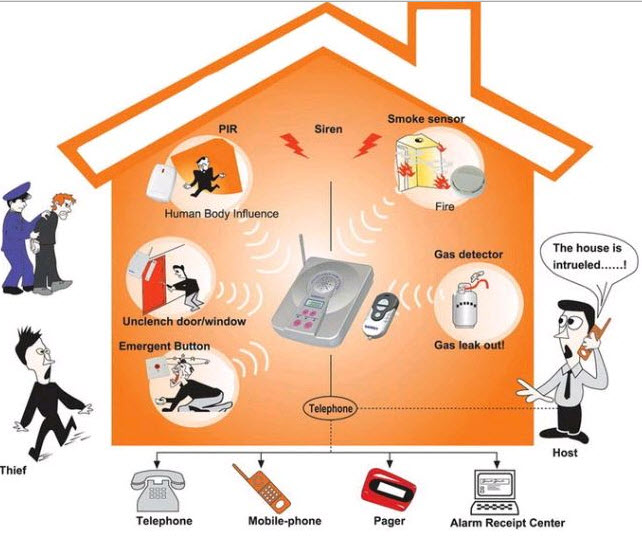 PIR
Siren
Smoke sensor
Human Body Influence
Fire
Unclench door/window
Gas detector
Gas leak out!
Emergent Button
The house is
intrueled......!
Telephone
Thief
Host
Telephone
Mobile-phone
Pager
Alarm Receipt Center